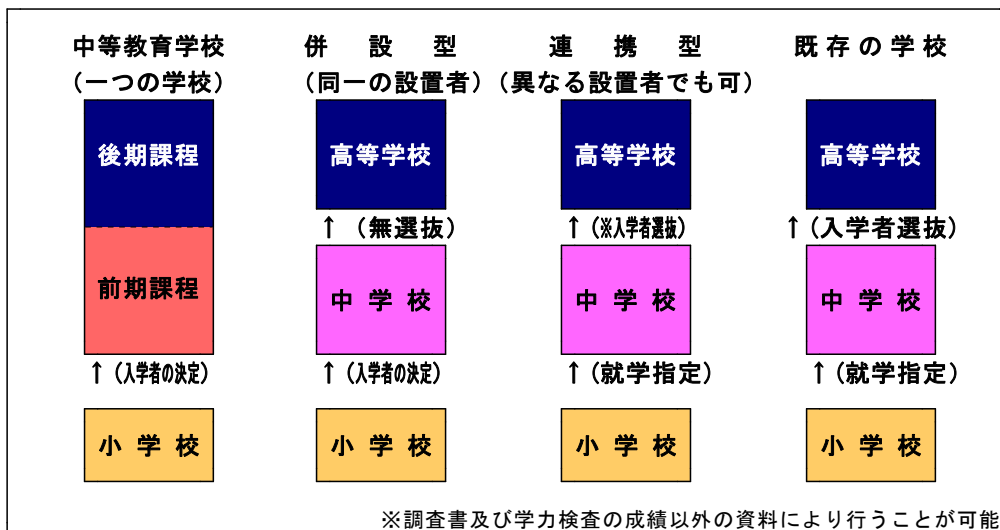 中等教育学校
（一つの学校）
後期課程
前期課程
↑（入学者の決定）
小学校
併設型
（同一の設置者）
高等学校
↑（無選抜）
中学校
↑（入学者の決定）
小学校
連携型
（異なる設置者でも可）
高等学校
↑（※入学者選抜）
中学校
↑（就学指定）
小学校
既存の学校
高等学校
↑（入学者選抜）
中学校
↑（就学指定）
小学校
※調査書及び学力検査の成績以外の資料により行うことが可能